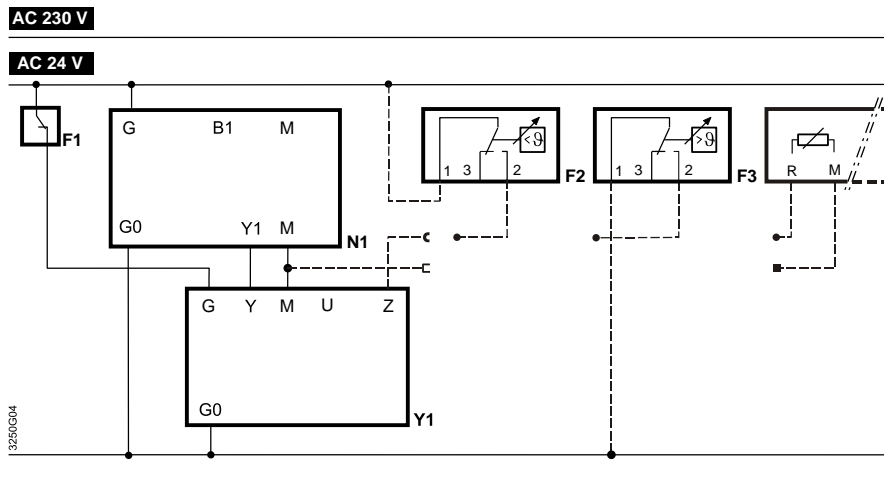 AC 230 V
AC 24 V
F1
G B1 M
G0 Y1 M
N1
1 3 2
<ϑ
F2
1 3 2
>ϑ
F3
R M
G Y M U Z
G0
Y1
3250G04